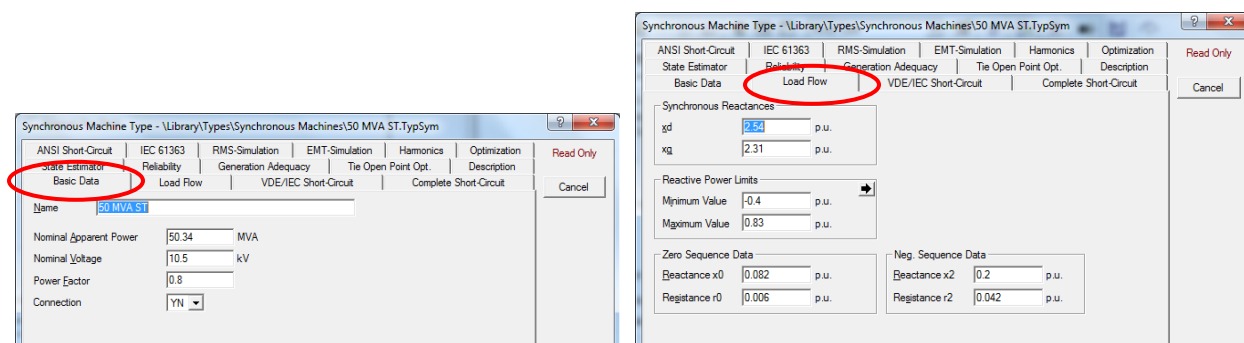 Synchronous Machine Type - \Library\Types\Synchronous Machines\50 MVA ST.TypSym
ANSI Short-Circuit IEC 61363 RMS-Simulation EMT-Simulation Harmonics Optimization
State Estimator Reliability Generation Adequacy Tie Open Point Opt. Description
Basic Data Load Flow VDE/IEC Short-Circuit Complete Short-Circuit
Read Only
Cancel
Name 50 MVA ST
Nominal Apparent Power 50.34 MVA
Nominal Voltage 10.5 kV
Power Factor 0.8
Connection YN
Synchronous Machine Type - \Library\Types\Synchronous Machines\50 MVA ST.TypSym
ANSI Short-Circuit IEC 61363 RMS-Simulation EMT-Simulation Harmonics Optimization
State Estimator Reliability Generation Adequacy Tie Open Point Opt. Description
Basic Data Load Flow VDE/IEC Short-Circuit Complete Short-Circuit
Read Only
Cancel
Synchronous Reactances
xd 2.54 p.u.
xq 2.31 p.u.
Reactive Power Limits
Minimum Value -0.4 p.u.
Maximum Value 0.83 p.u.
Zero Sequence Data
Reactance x0 0.082 p.u.
Resistance r0 0.006 p.u.
Neg. Sequence Data
Reactance x2 0.2 p.u.
Resistance r2 0.042 p.u.